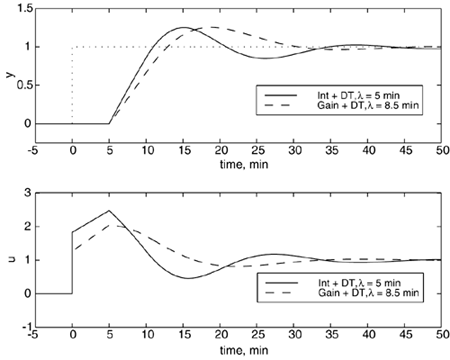 1.5
1
0.5
0
y
Int + DT,λ = 5 min
Gain + DT,λ = 8.5 min
-5 0 5 10 15 20 25 30 35 40 45 50
time, min
3
2
1
0
-1
u
Int + DT,λ = 5 min
Gain + DT,λ = 8.5 min
-5 0 5 10 15 20 25 30 35 40 45 50
time, min